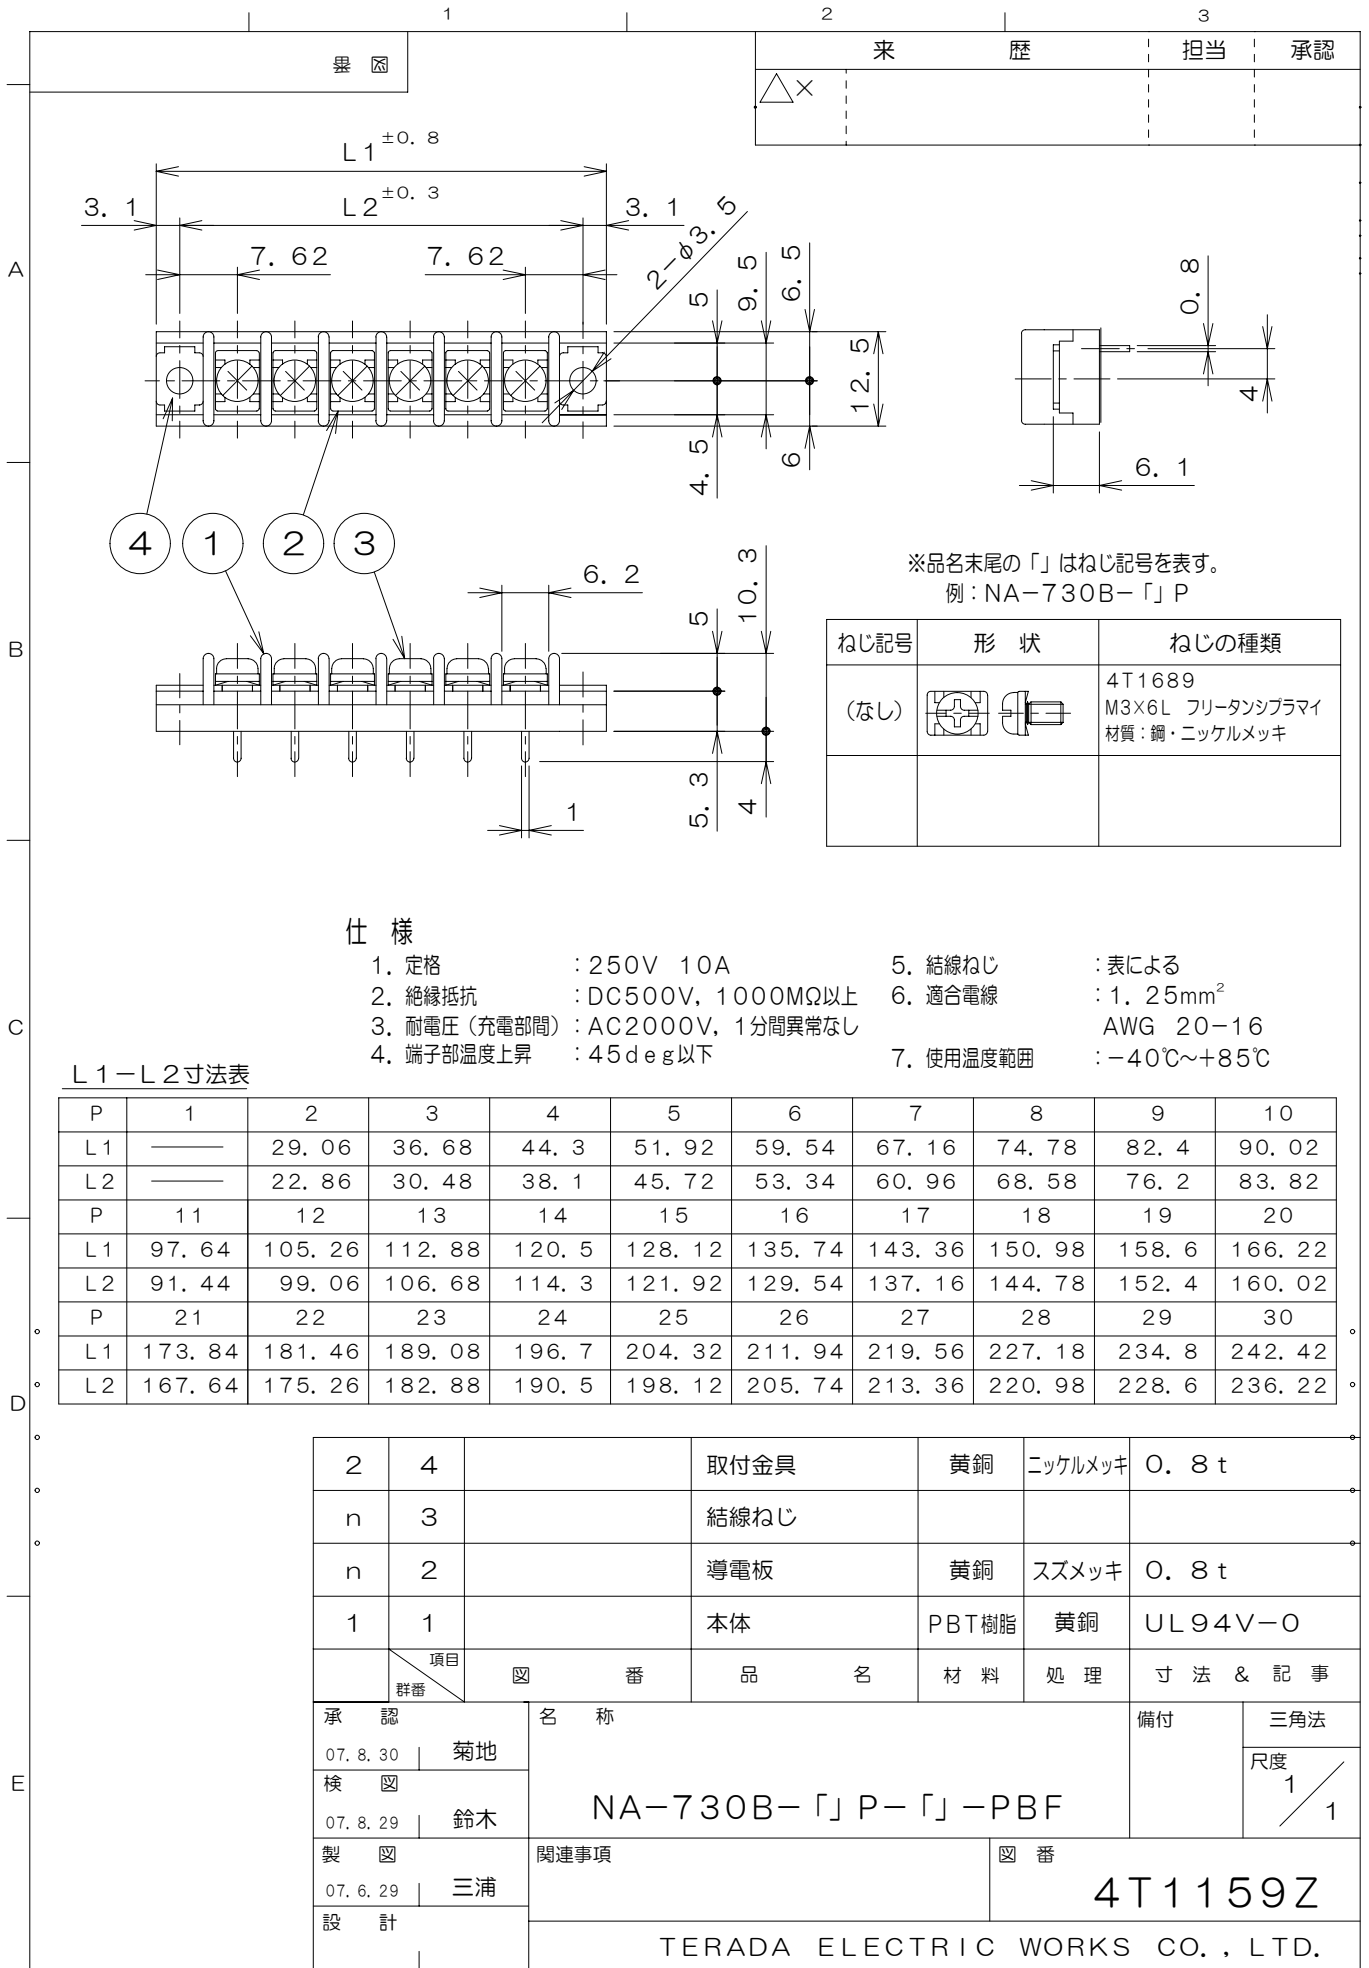 1 2 3
図番
来 歴 担当 承認
△×
A
B
C
D
E
L1±0.8
L2±0.3
3.1
3.1
7.62
7.62
2-φ3.5
5
9.5
6.5
12.5
4.5
6
0.8
4
6.1
4 1 2 3
6.2
5
10.3
5.3
4
1
※品名末尾の「」はねじ記号を表す。
例:NA-730B-「」P
ねじ記号 形 状 ねじの種類
(なし) 4T1689
M3×6L フリータンシプラマイ
材質:鋼・ニッケルメッキ
仕 様
1. 定格 :250V 10A
2. 絶縁抵抗 :DC500V, 1000MΩ以上
3. 耐電圧(充電部間):AC2000V, 1分間異常なし
4. 端子部温度上昇 :45deg以下
5. 結線ねじ :表による
6. 適合電線 :1. 25mm²
AWG 20-16
7. 使用温度範囲 :-40℃~+85℃
L1-L2寸法表
P 1 2 3 4 5 6 7 8 9 10
L1 —— 29.06 36.68 44.3 51.92 59.54 67.16 74.78 82.4 90.02
L2 —— 22.86 30.48 38.1 45.72 53.34 60.96 68.58 76.2 83.82
P 11 12 13 14 15 16 17 18 19 20
L1 97.64 105.26 112.88 120.5 128.12 135.74 143.36 150.98 158.6 166.22
L2 91.44 99.06 106.68 114.3 121.92 129.54 137.16 144.78 152.4 160.02
P 21 22 23 24 25 26 27 28 29 30
L1 173.84 181.46 189.08 196.7 204.32 211.94 219.56 227.18 234.8 242.42
L2 167.64 175.26 182.88 190.5 198.12 205.74 213.36 220.98 228.6 236.22
2 4 取付金具 黄銅 ニッケルメッキ 0.8t
n 3 結線ねじ
n 2 導電板 黄銅 スズメッキ 0.8t
1 1 本体 PBT樹脂 黄銅 UL94V-0
項目 群番 図 番 品 名 材 料 処 理 寸 法 & 記 事
承 認
07.8.30 菊地
検 図
07.8.29 鈴木
製 図
07.6.29 三浦
設 計
名 称
NA-730B-「」P-「」-PBF
備付
三角法
尺度
1/1
関連事項
図 番
4T1159Z
TERADA ELECTRIC WORKS CO., LTD.